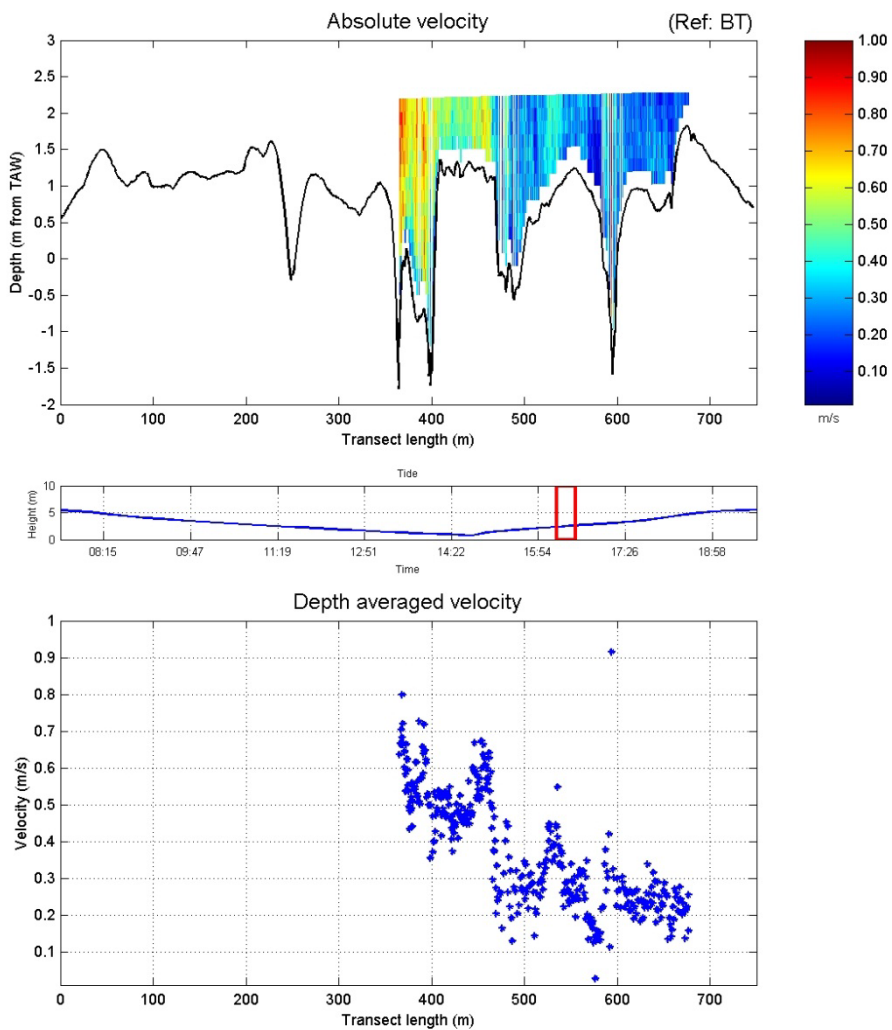 Absolute velocity (Ref: BT)
3
2.5
2
1.5
1
0.5
0
-0.5
-1
-1.5
-2
Depth (m from TAW)
0 100 200 300 400 500 600 700
Transect length (m)
1.00
0.90
0.80
0.70
0.60
0.50
0.40
0.30
0.20
0.10
m/s
Tide
10
5
0
Height (m)
08:15 09:47 11:19 12:51 14:22 15:54 17:26 18:58
Time
Depth averaged velocity
1
0.9
0.8
0.7
0.6
0.5
0.4
0.3
0.2
0.1
Velocity (m/s)
0 100 200 300 400 500 600 700
Transect length (m)